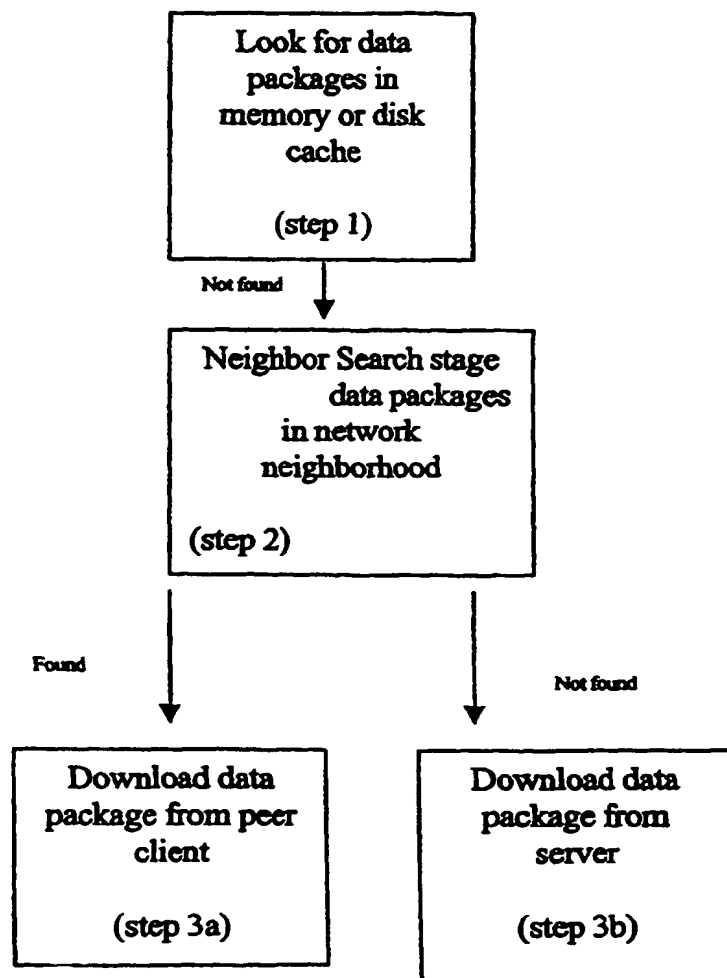 Look for data
packages in
memory or disk
cache
(step 1)
Not found
Neighbor Search stage
data packages
in network
neighborhood
(step 2)
Found
Not found
Download data
package from peer
client
(step 3a)
Download data
package from
server
(step 3b)